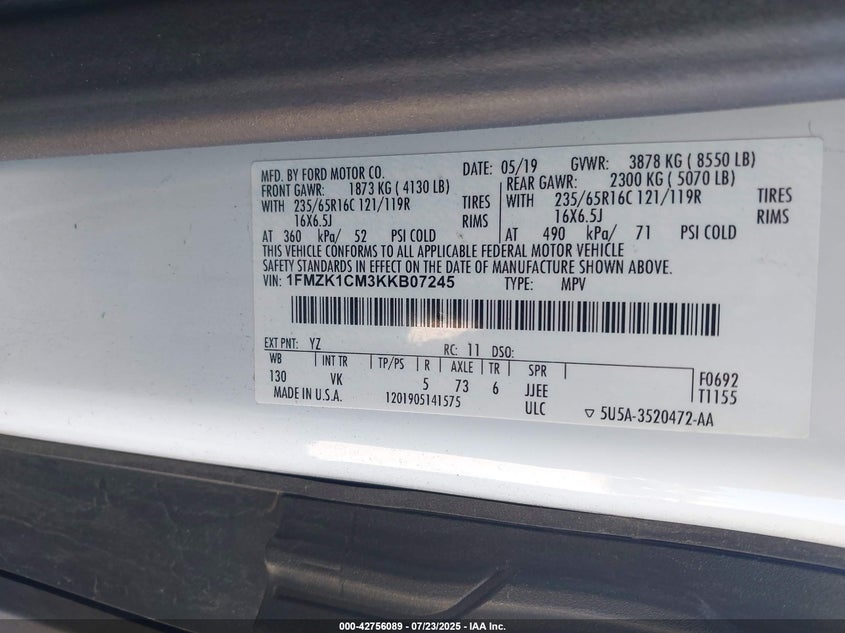 MFD. BY FORD MOTOR CO. DATE: 05/19 GVWR: 3878 KG ( 8550 LB)
FRONT GAWR: 1873 KG ( 4130 LB) REAR GAWR: 2300 KG ( 5070 LB)
WITH 235/65R16C 121/119R TIRES WITH 235/65R16C 121/119R TIRES
16X6.5J RIMS 16X6.5J RIMS
AT 360 kPa/ 52 PSI COLD AT 490 kPa/ 71 PSI COLD
THIS VEHICLE CONFORMS TO ALL APPLICABLE FEDERAL MOTOR VEHICLE
SAFETY STANDARDS IN EFFECT ON THE DATE OF MANUFACTURE SHOWN ABOVE.
VIN: 1FMZK1CM3KKB07245 TYPE: MPV
EXT PNT: YZ RC: 11 DSO:
WB INT TR TP/PS R AXLE TR SPR
130 VK 5 73 6 JJEE F0692
MADE IN U.S.A. 1201905141575 ULC T1155
▽ 5U5A-3520472-AA
000-42756089 - 07/23/2025 - IAA Inc.